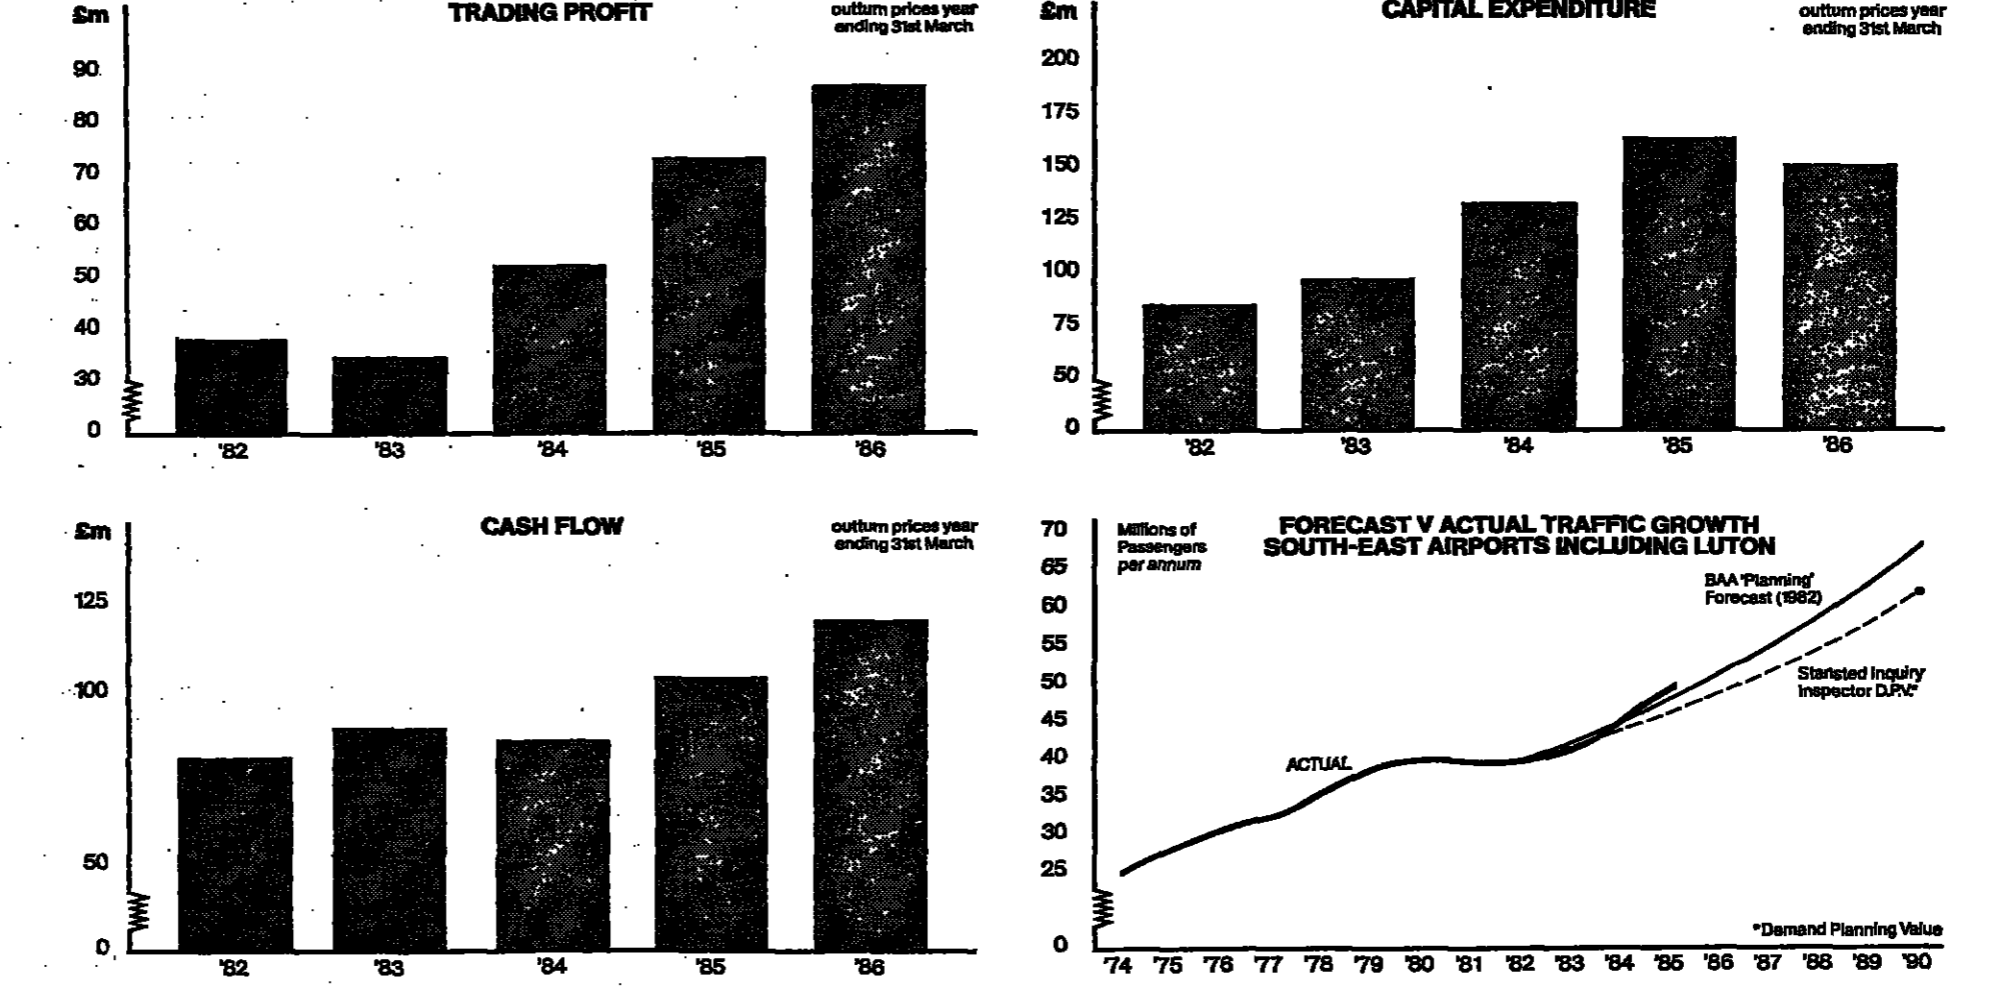 TRADING PROFIT
£m
outturn prices year
ending 31st March
90
80
70
60
50
40
30
0
'82 '83 '84 '85 '86
CAPITAL EXPENDITURE
£m
outturn prices year
ending 31st March
200
175
150
125
100
75
50
0
'82 '83 '84 '85 '86
CASH FLOW
£m
outturn prices year
ending 31st March
125
100
50
0
'82 '83 '84 '85 '86
FORECAST V ACTUAL TRAFFIC GROWTH
SOUTH-EAST AIRPORTS INCLUDING LUTON
Millions of
Passengers
per annum
70
65
60
55
50
45
40
35
30
25
0
BAA 'Planning'
Forecast (1982)
Stansted Inquiry
Inspector D.P.V.*
ACTUAL
*Demand Planning Value
'74 '75 '76 '77 '78 '79 '80 '81 '82 '83 '84 '85 '86 '87 '88 '89 '90